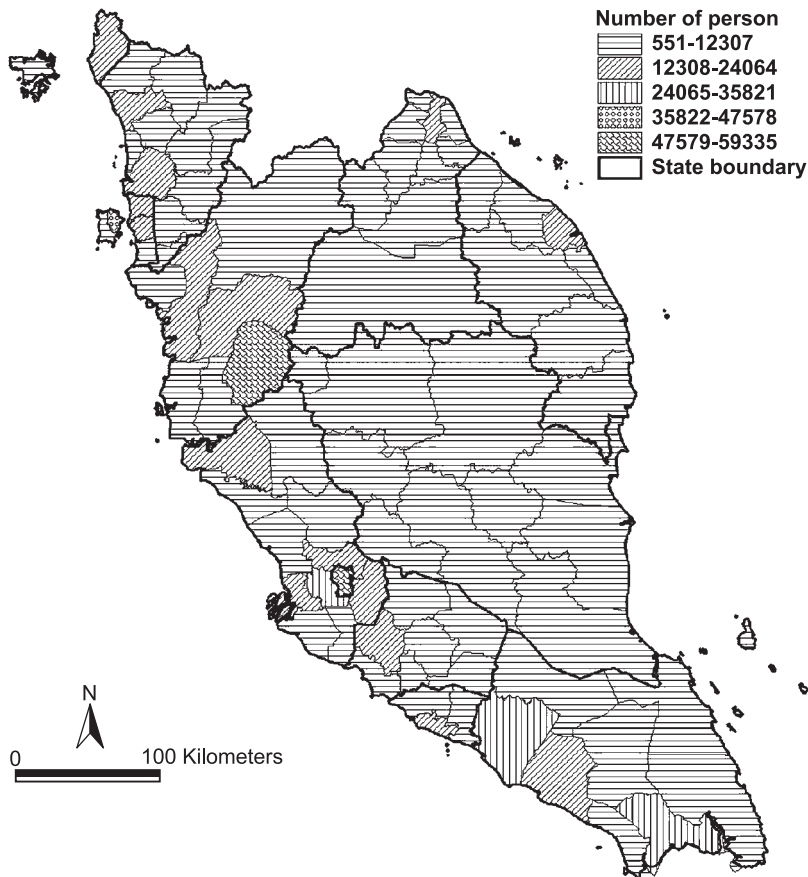 Number of person
551-12307
12308-24064
24065-35821
35822-47578
47579-59335
State boundary
N
0 100 Kilometers